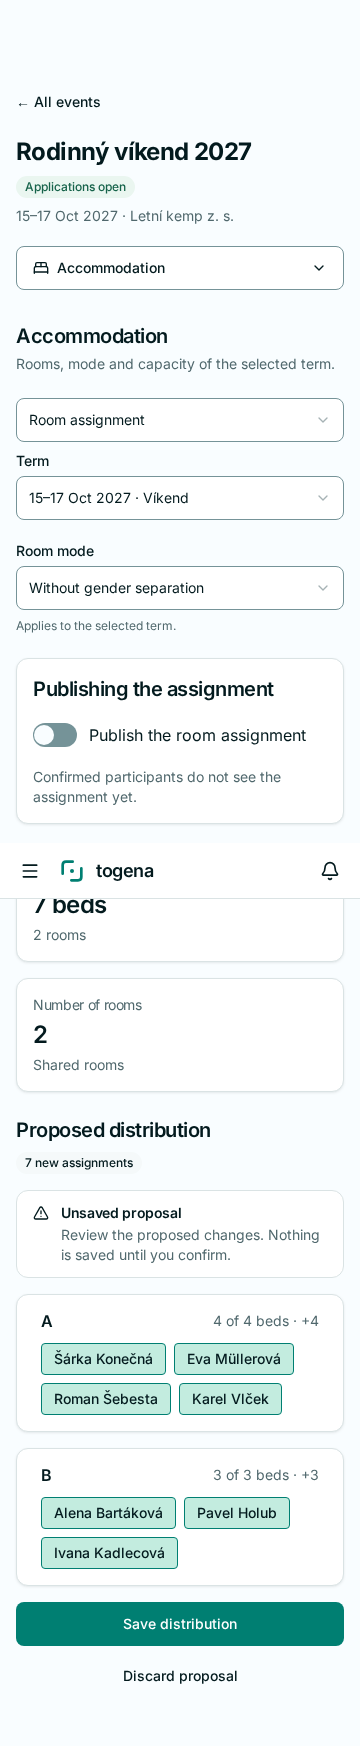 ← All events
Rodinný víkend 2027
Applications open
15–17 Oct 2027 · Letní kemp z. s.
Accommodation
Accommodation
Rooms, mode and capacity of the selected term.
Room assignment
Term
15–17 Oct 2027 · Víkend
Room mode
Without gender separation
Applies to the selected term.
Publishing the assignment
Publish the room assignment
Confirmed participants do not see the
assignment yet.
togena
7 beds
2 rooms
Number of rooms
2
Shared rooms
Proposed distribution
7 new assignments
Unsaved proposal
Review the proposed changes. Nothing
is saved until you confirm.
A 4 of 4 beds · +4
Šárka Konečná Eva Müllerová
Roman Šebesta Karel Vlček
B 3 of 3 beds · +3
Alena Bartáková Pavel Holub
Ivana Kadlecová
Save distribution
Discard proposal